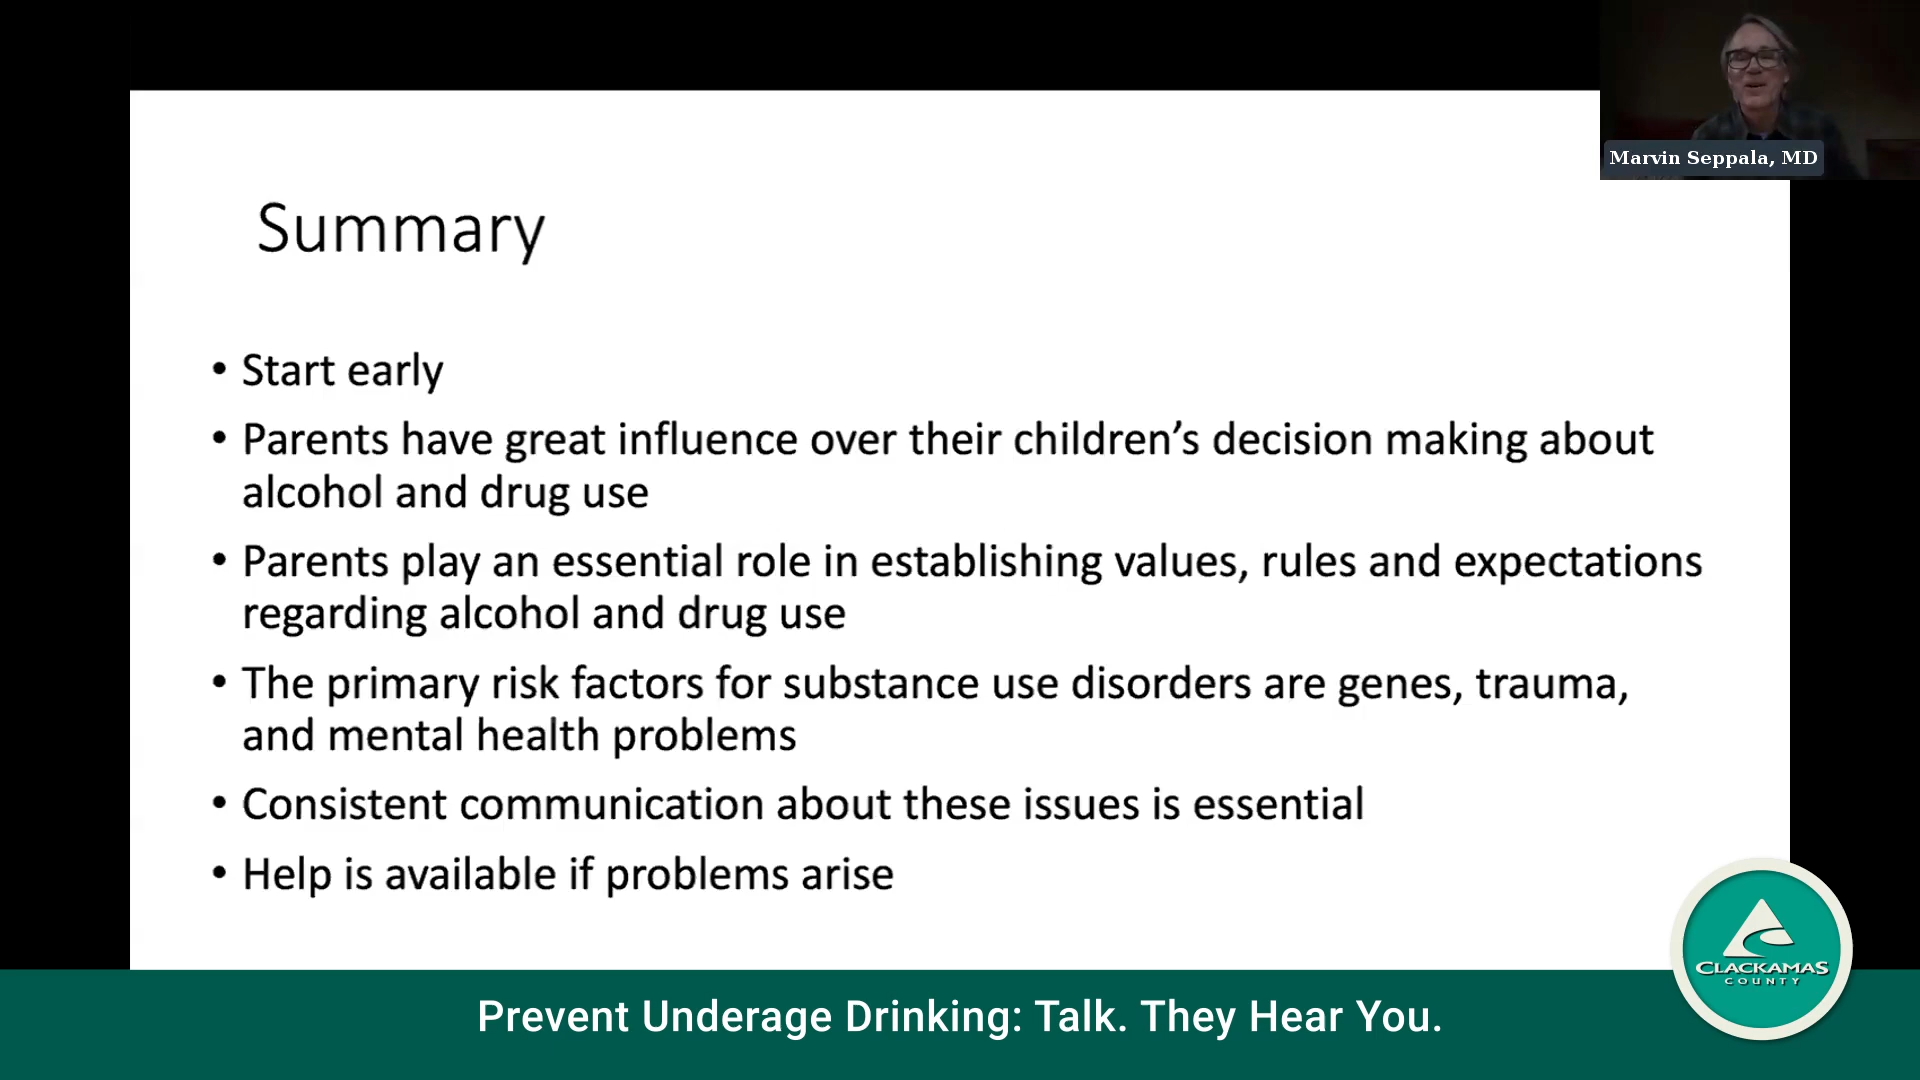 Marvin Seppala, MD
Summary
• Start early
• Parents have great influence over their children’s decision making about
alcohol and drug use
• Parents play an essential role in establishing values, rules and expectations
regarding alcohol and drug use
• The primary risk factors for substance use disorders are genes, trauma,
and mental health problems
• Consistent communication about these issues is essential
• Help is available if problems arise
CLACKAMAS
COUNTY
Prevent Underage Drinking: Talk. They Hear You.